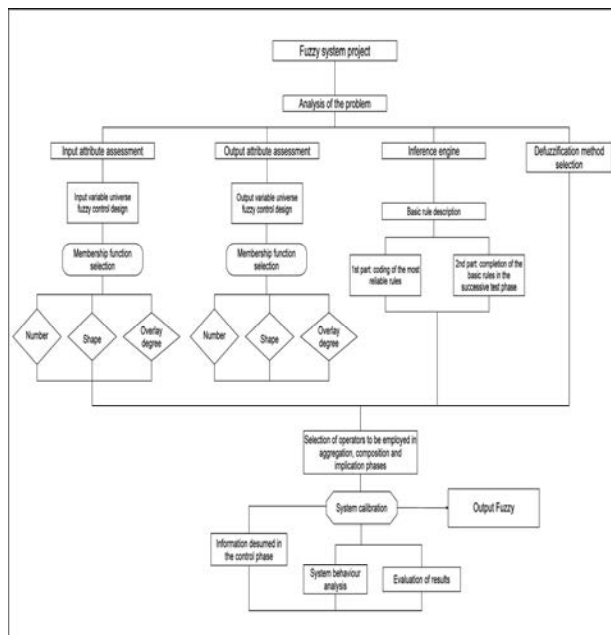 Fuzzy system project
Analysis of the problem
Input attribute assessment
Output attribute assessment
Inference engine
Defuzzification method
selection
Input variable universe
fuzzy control design
Output variable universe
fuzzy control design
Basic rule description
Membership function
selection
Membership function
selection
1st part: coding of the most
reliable rules
2nd part: completion of the
basic rules in the
successive test phase
Number
Shape
Overlay
degree
Number
Shape
Overlay
degree
Selection of operators to be employed in
aggregation, composition and
implication phases
System calibration
Output Fuzzy
Information desumed in
the control phase
System behaviour
analysis
Evaluation of results